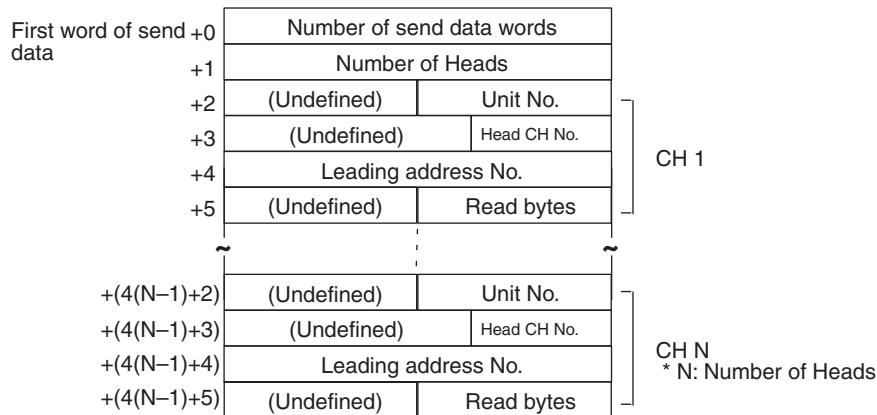 First word of send data +0 Number of send data words
+1 Number of Heads
+2 (Undefined) Unit No.
+3 (Undefined) Head CH No.
+4 Leading address No.
+5 (Undefined) Read bytes
CH 1
~ ~
+(4(N–1)+2) (Undefined) Unit No.
+(4(N–1)+3) (Undefined) Head CH No.
+(4(N–1)+4) Leading address No.
+(4(N–1)+5) (Undefined) Read bytes
CH N
* N: Number of Heads